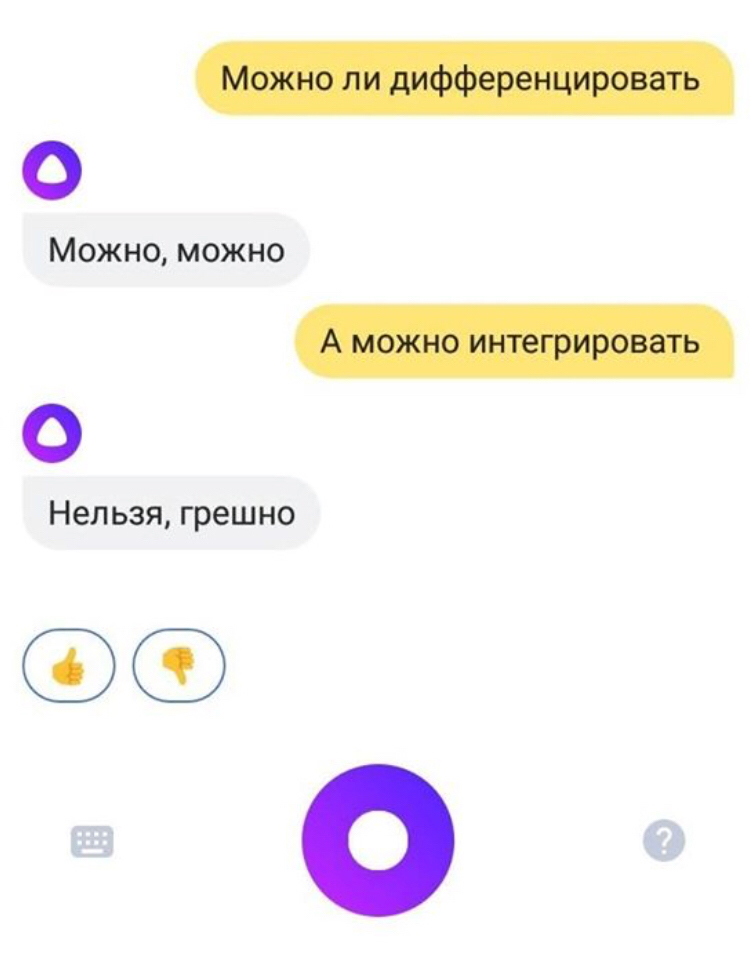 Можно ли дифференцировать
Можно, можно
А можно интегрировать
Нельзя, грешно
?